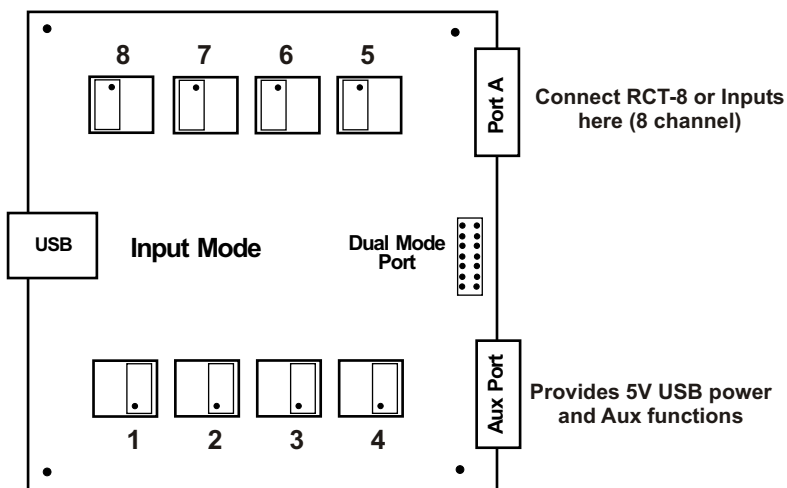 8
7
6
5
Port A
Connect RCT-8 or Inputs
here (8 channel)
USB
Input Mode
Dual Mode
Port
Aux Port
Provides 5V USB power
and Aux functions
1
2
3
4